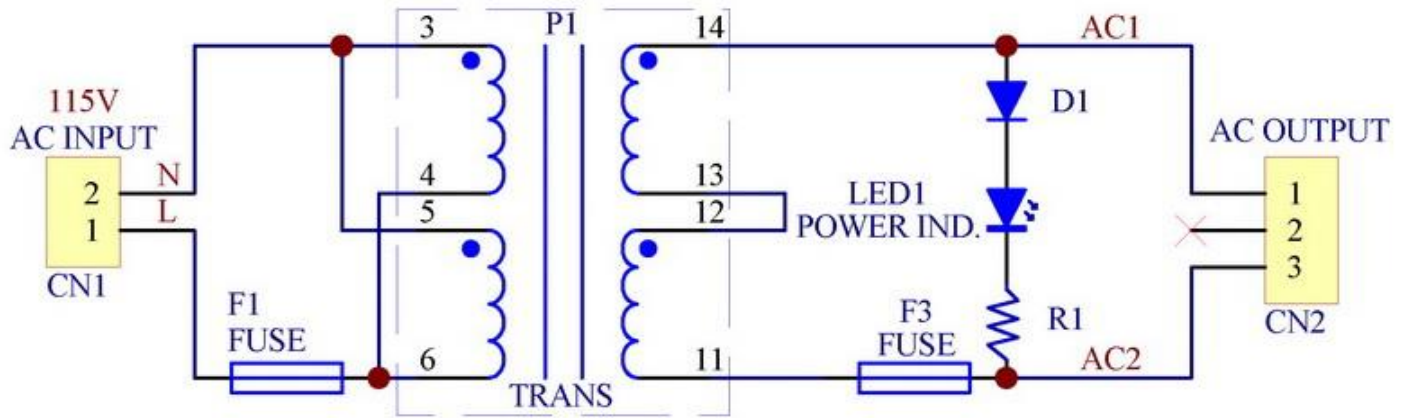 115V
AC INPUT
N
2
L
1
CN1
F1
FUSE
3
P1
14
4
13
5
12
6
11
TRANS
AC1
D1
LED1
POWER IND.
R1
F3
FUSE
AC2
AC OUTPUT
1
2
3
CN2